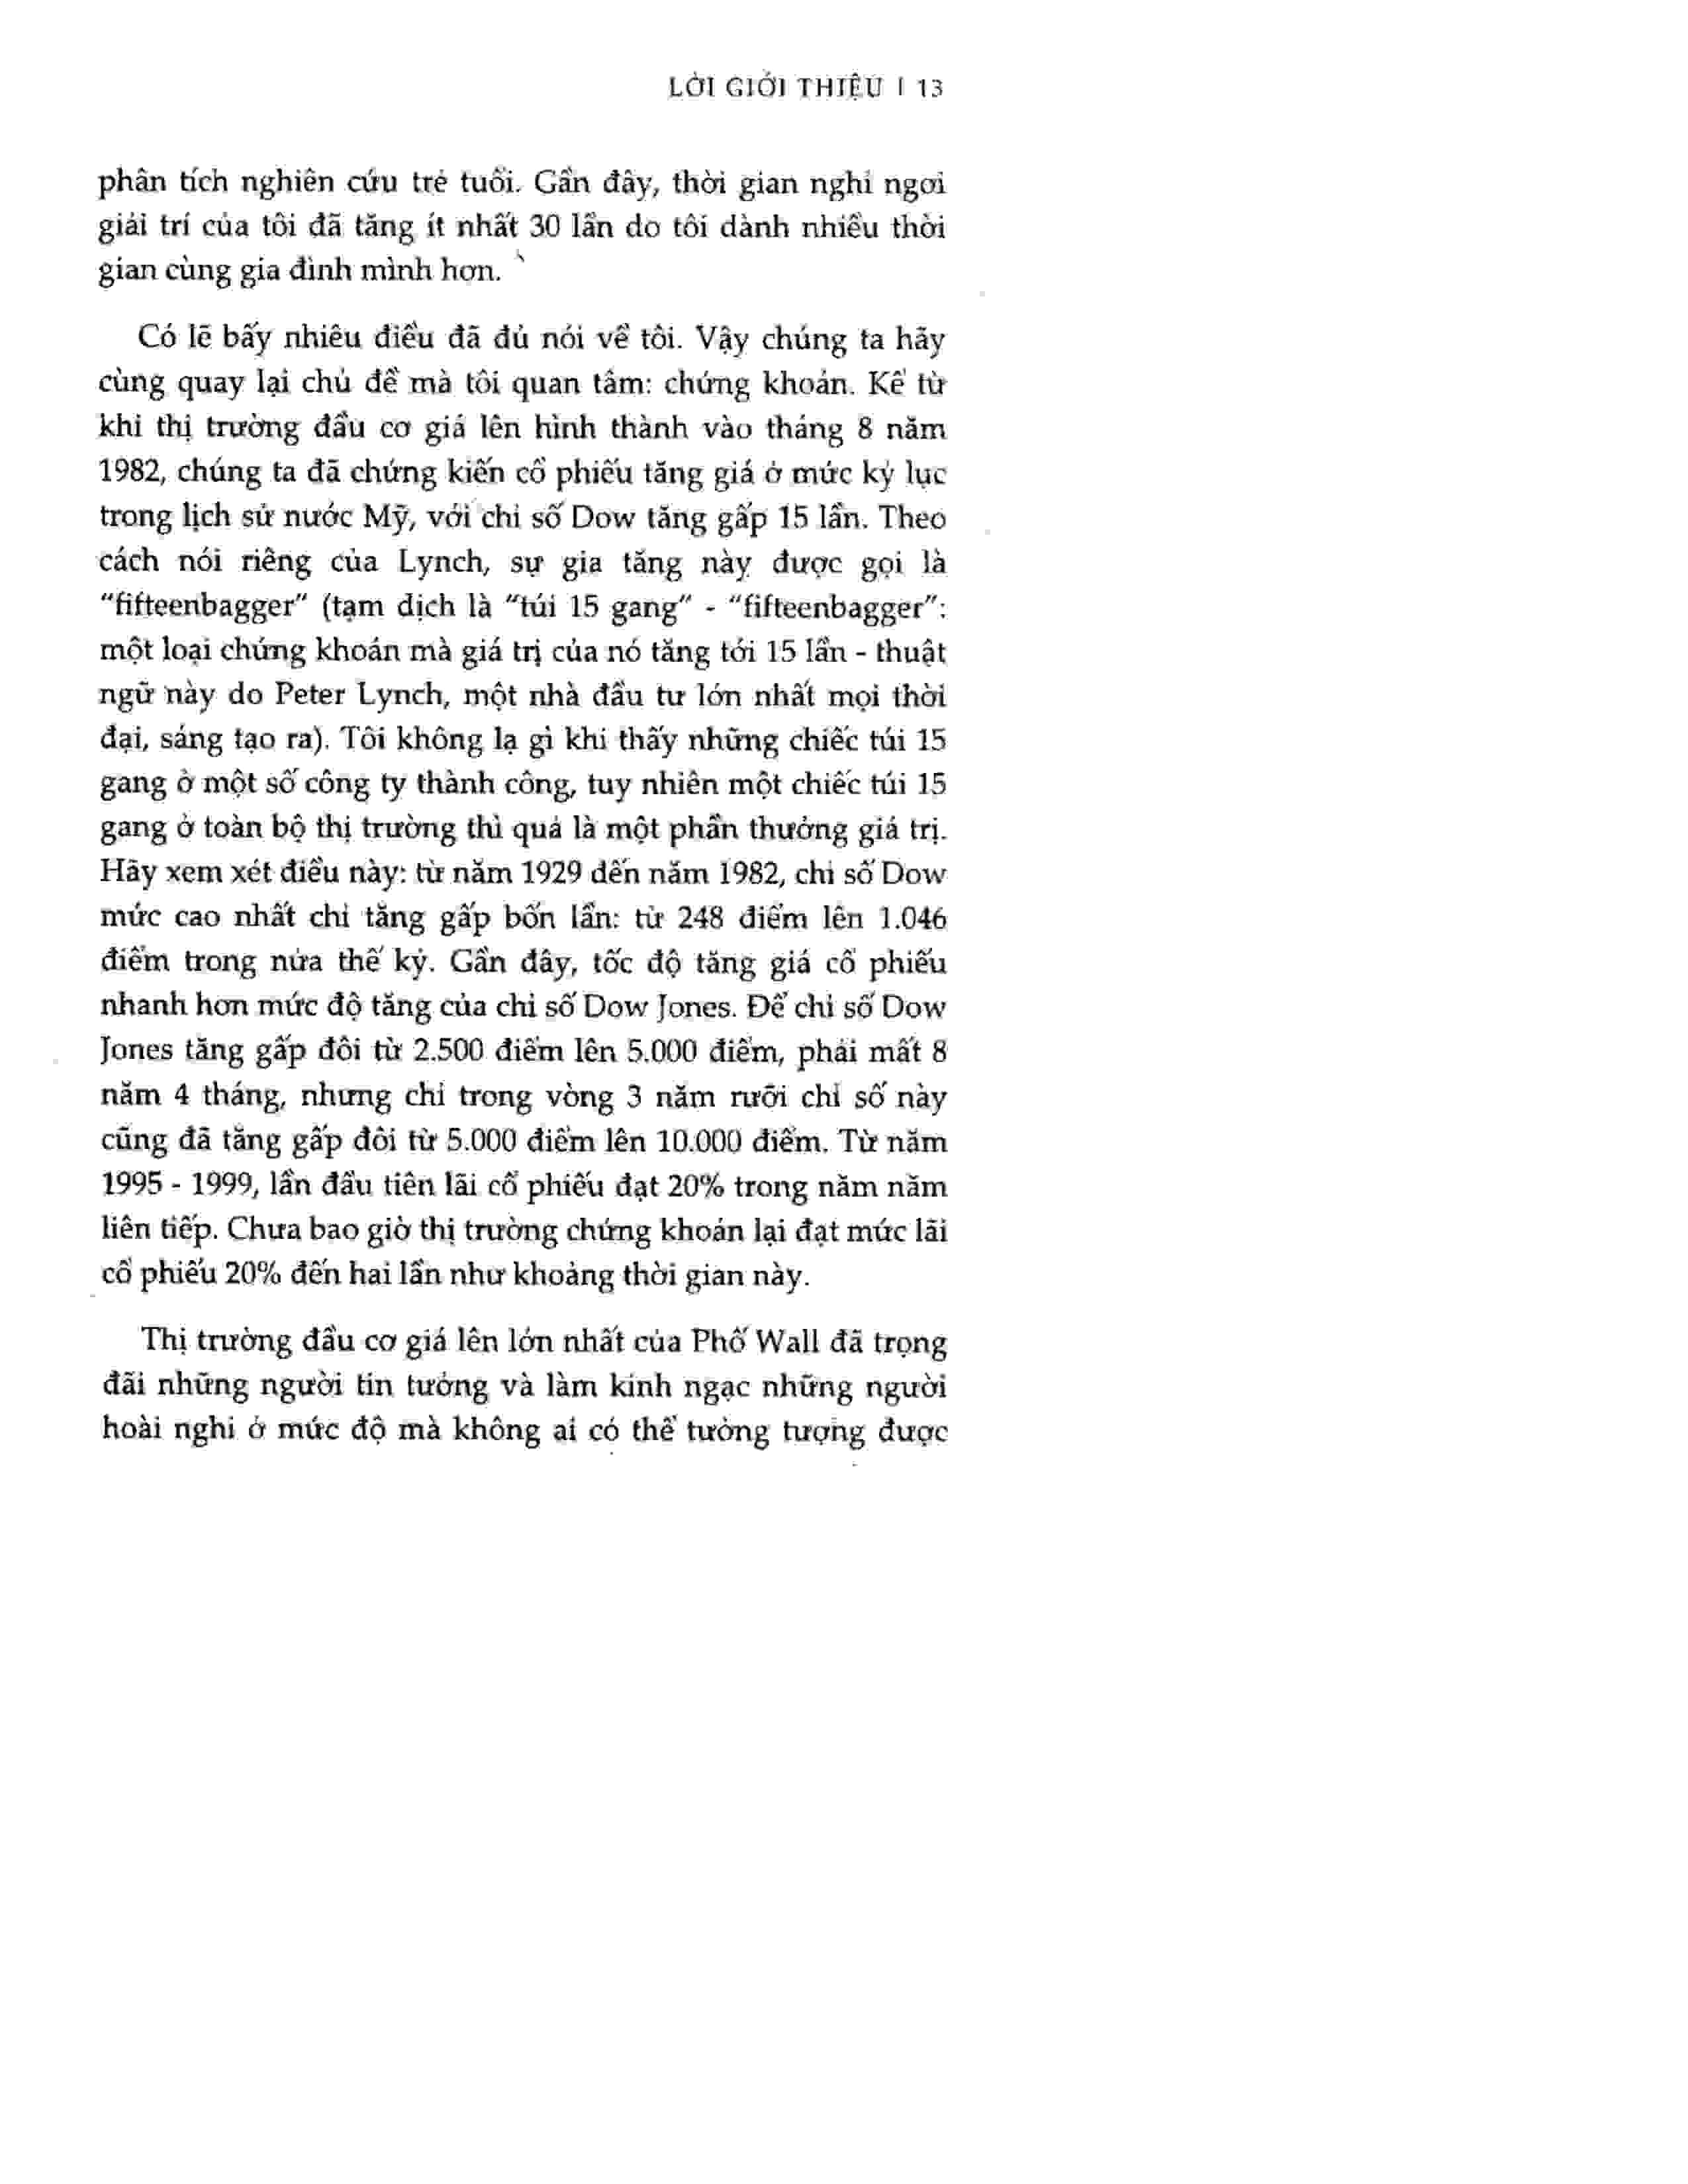 LỜI GIỚI THIỆU | 13
phân tích nghiên cứu trẻ tuổi. Gần đây, thời gian nghỉ ngơi
giải trí của tôi đã tăng ít nhất 30 lần do tôi dành nhiều thời
gian cùng gia đình mình hơn.
Có lẽ bấy nhiêu điều đã đủ nói về tôi. Vậy chúng ta hãy
cùng quay lại chủ đề mà tôi quan tâm: chứng khoán. Kể từ
khi thị trường đầu cơ giá lên hình thành vào tháng 8 năm
1982, chúng ta đã chứng kiến cổ phiếu tăng giá ở mức kỷ lục
trong lịch sử nước Mỹ, với chỉ số Dow tăng gấp 15 lần. Theo
cách nói riêng của Lynch, sự gia tăng này được gọi là
“fifteenbagger” (tạm dịch là “túi 15 gang” - “fifteenbagger”:
một loại chứng khoán mà giá trị của nó tăng tới 15 lần - thuật
ngữ này do Peter Lynch, một nhà đầu tư lớn nhất mọi thời
đại, sáng tạo ra). Tôi không lạ gì khi thấy những chiếc túi 15
gang ở một số công ty thành công, tuy nhiên một chiếc túi 15
gang ở toàn bộ thị trường thì quả là một phần thưởng giá trị.
Hãy xem xét điều này: từ năm 1929 đến năm 1982, chỉ số Dow
mức cao nhất chỉ tăng gấp bốn lần: từ 248 điểm lên 1.046
điểm trong nửa thế kỷ. Gần đây, tốc độ tăng giá cổ phiếu
nhanh hơn mức độ tăng của chỉ số Dow Jones. Để chỉ số Dow
Jones tăng gấp đôi từ 2.500 điểm lên 5.000 điểm, phải mất 8
năm 4 tháng, nhưng chỉ trong vòng 3 năm rưỡi chỉ số này
cũng đã tăng gấp đôi từ 5.000 điểm lên 10.000 điểm. Từ năm
1995 - 1999, lần đầu tiên lãi cổ phiếu đạt 20% trong năm năm
liên tiếp. Chưa bao giờ thị trường chứng khoán lại đạt mức lãi
cổ phiếu 20% đến hai lần như khoảng thời gian này.
Thị trường đầu cơ giá lên lớn nhất của Phố Wall đã trọng
đãi những người tin tưởng và làm kinh ngạc những người
hoài nghi ở mức độ mà không ai có thể tưởng tượng được